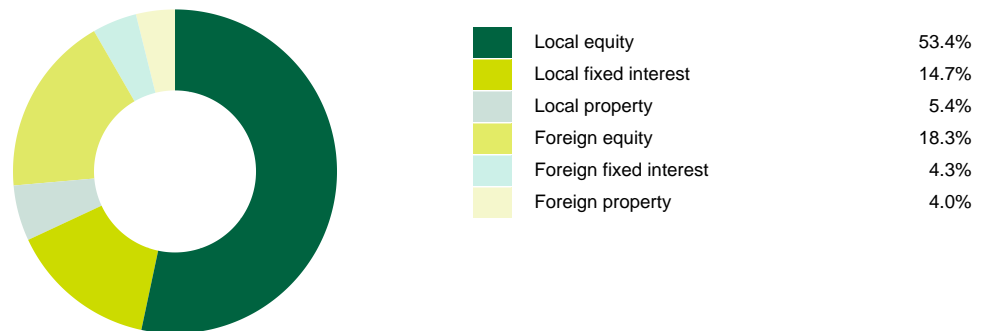 Local equity 53.4%
Local fixed interest 14.7%
Local property 5.4%
Foreign equity 18.3%
Foreign fixed interest 4.3%
Foreign property 4.0%